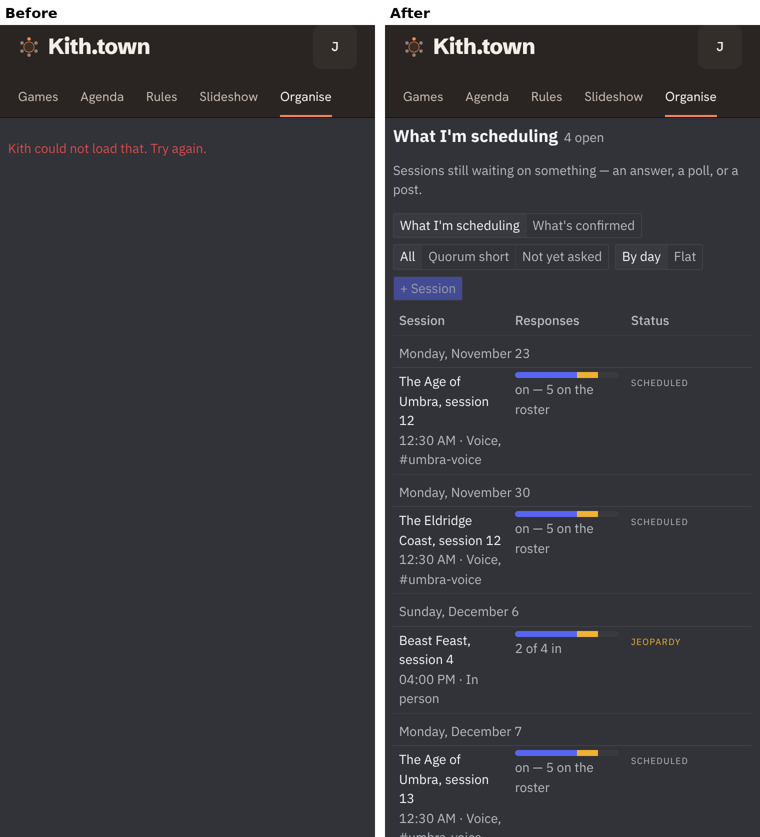 Before
Kith.town
J
Games Agenda Rules Slideshow Organise
Kith could not load that. Try again.
After
Kith.town
J
Games Agenda Rules Slideshow Organise
What I'm scheduling 4 open
Sessions still waiting on something — an answer, a poll, or a
post.
What I'm scheduling What's confirmed
All Quorum short Not yet asked By day Flat
+ Session
Session Responses Status
Monday, November 23
The Age of
Umbra, session
12
12:30 AM · Voice,
#umbra-voice
on — 5 on the
roster
SCHEDULED
Monday, November 30
The Eldridge
Coast, session 12
12:30 AM · Voice,
#umbra-voice
on — 5 on the
roster
SCHEDULED
Sunday, December 6
Beast Feast,
session 4
04:00 PM · In
person
2 of 4 in
JEOPARDY
Monday, December 7
The Age of
Umbra, session
13
12:30 AM · Voice,
#umbra-voice
on — 5 on the
roster
SCHEDULED